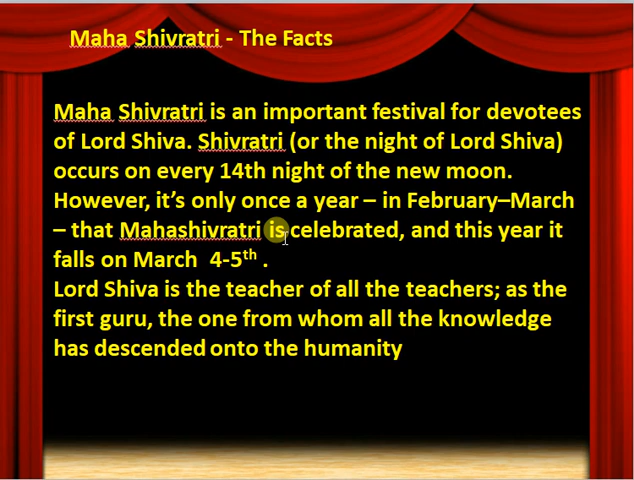 Maha Shivratri - The Facts
Maha Shivratri is an important festival for devotees
of Lord Shiva. Shivratri (or the night of Lord Shiva)
occurs on every 14th night of the new moon.
However, it’s only once a year – in February–March
– that Mahashivratri is celebrated, and this year it
falls on March 4-5th .
Lord Shiva is the teacher of all the teachers; as the
first guru, the one from whom all the knowledge
has descended onto the humanity